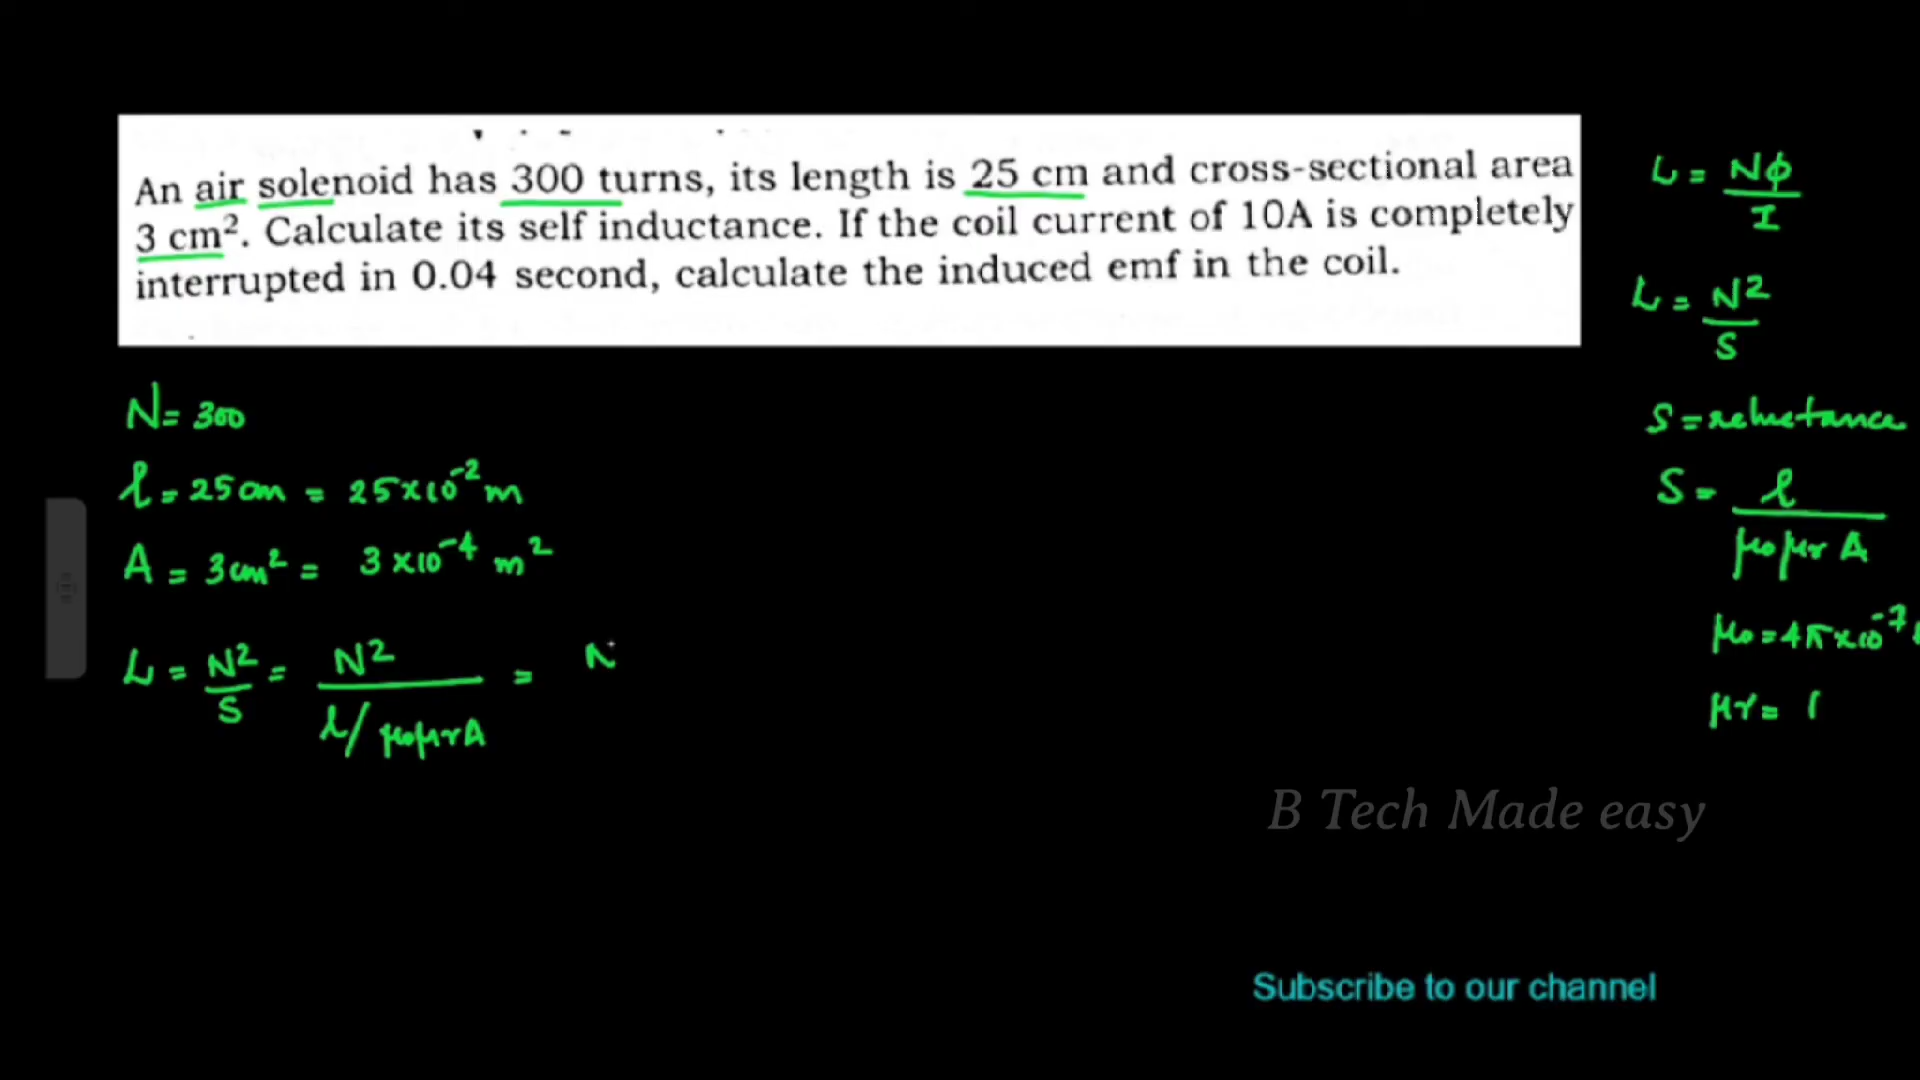 An air solenoid has 300 turns, its length is 25 cm and cross-sectional area
3 cm². Calculate its self inductance. If the coil current of 10A is completely
interrupted in 0.04 second, calculate the induced emf in the coil.
N = 300
l = 25 cm = 25×10⁻² m
A = 3 cm² = 3×10⁻⁴ m²
L = N²/S = N² / (l/μ₀μrA) = N
L = Nϕ/I
L = N²/S
S = reluctance
S = l / (μ₀μrA)
μ₀ = 4π×10⁻⁷
μr = 1
B Tech Made easy
Subscribe to our channel